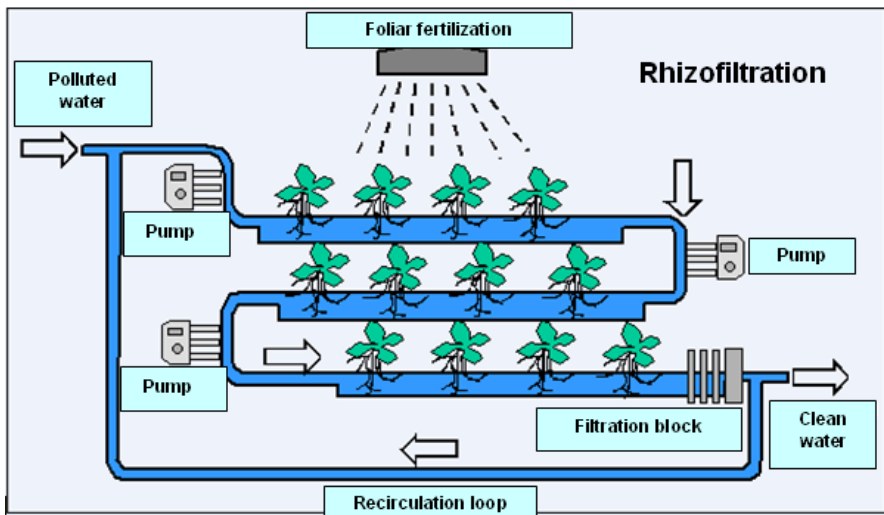 Foliar fertilization
Rhizofiltration
Polluted
water
Pump
Pump
Pump
Filtration block
Clean
water
Recirculation loop